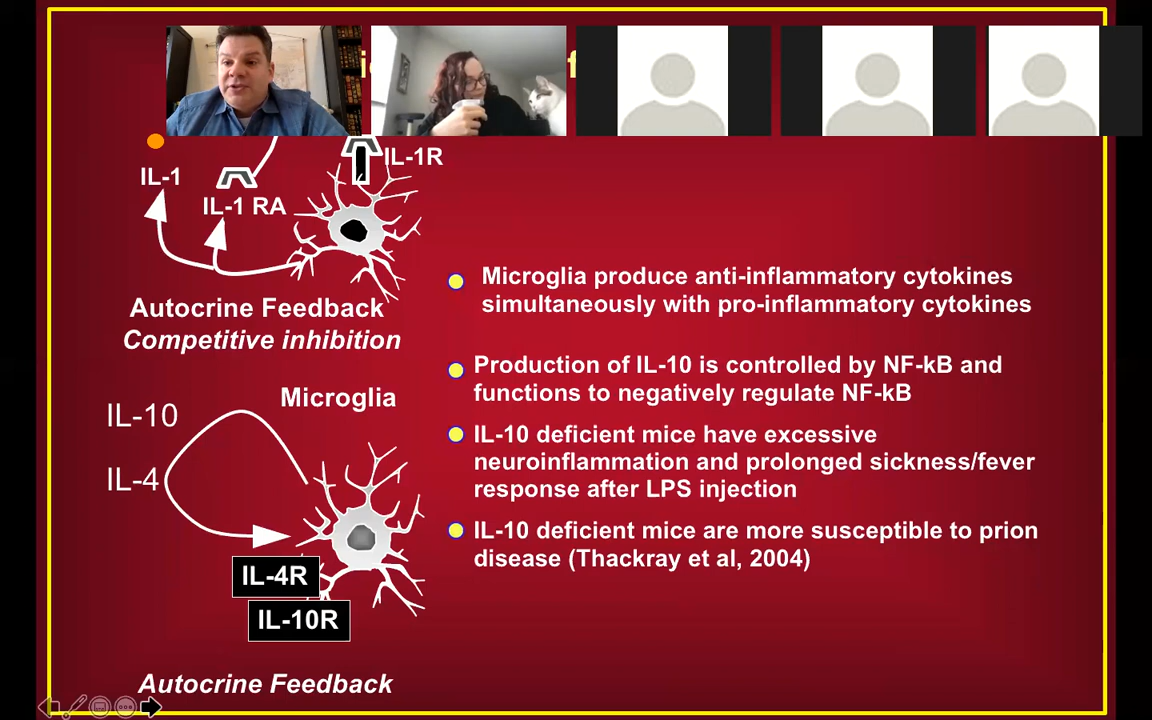 IL-1R
IL-1
IL-1 RA
Autocrine Feedback
Competitive inhibition
Microglia
IL-10
IL-4
IL-4R
IL-10R
Autocrine Feedback
Microglia produce anti-inflammatory cytokines
simultaneously with pro-inflammatory cytokines
Production of IL-10 is controlled by NF-kB and
functions to negatively regulate NF-kB
IL-10 deficient mice have excessive
neuroinflammation and prolonged sickness/fever
response after LPS injection
IL-10 deficient mice are more susceptible to prion
disease (Thackray et al, 2004)